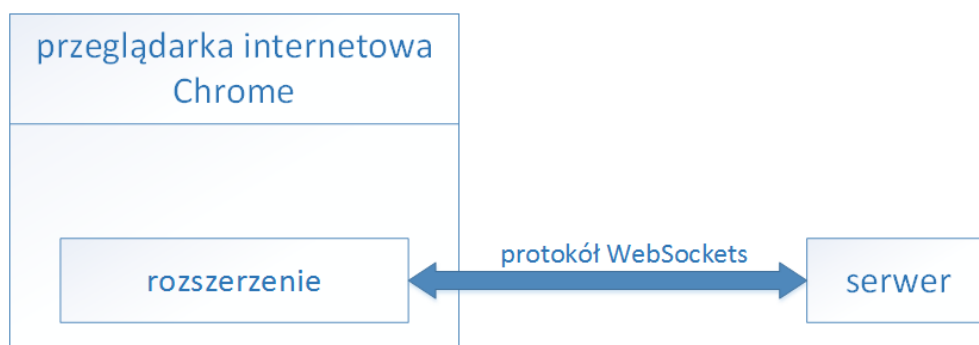 przeglądarka internetowa
Chrome
protokół WebSockets
rozszerzenie
serwer